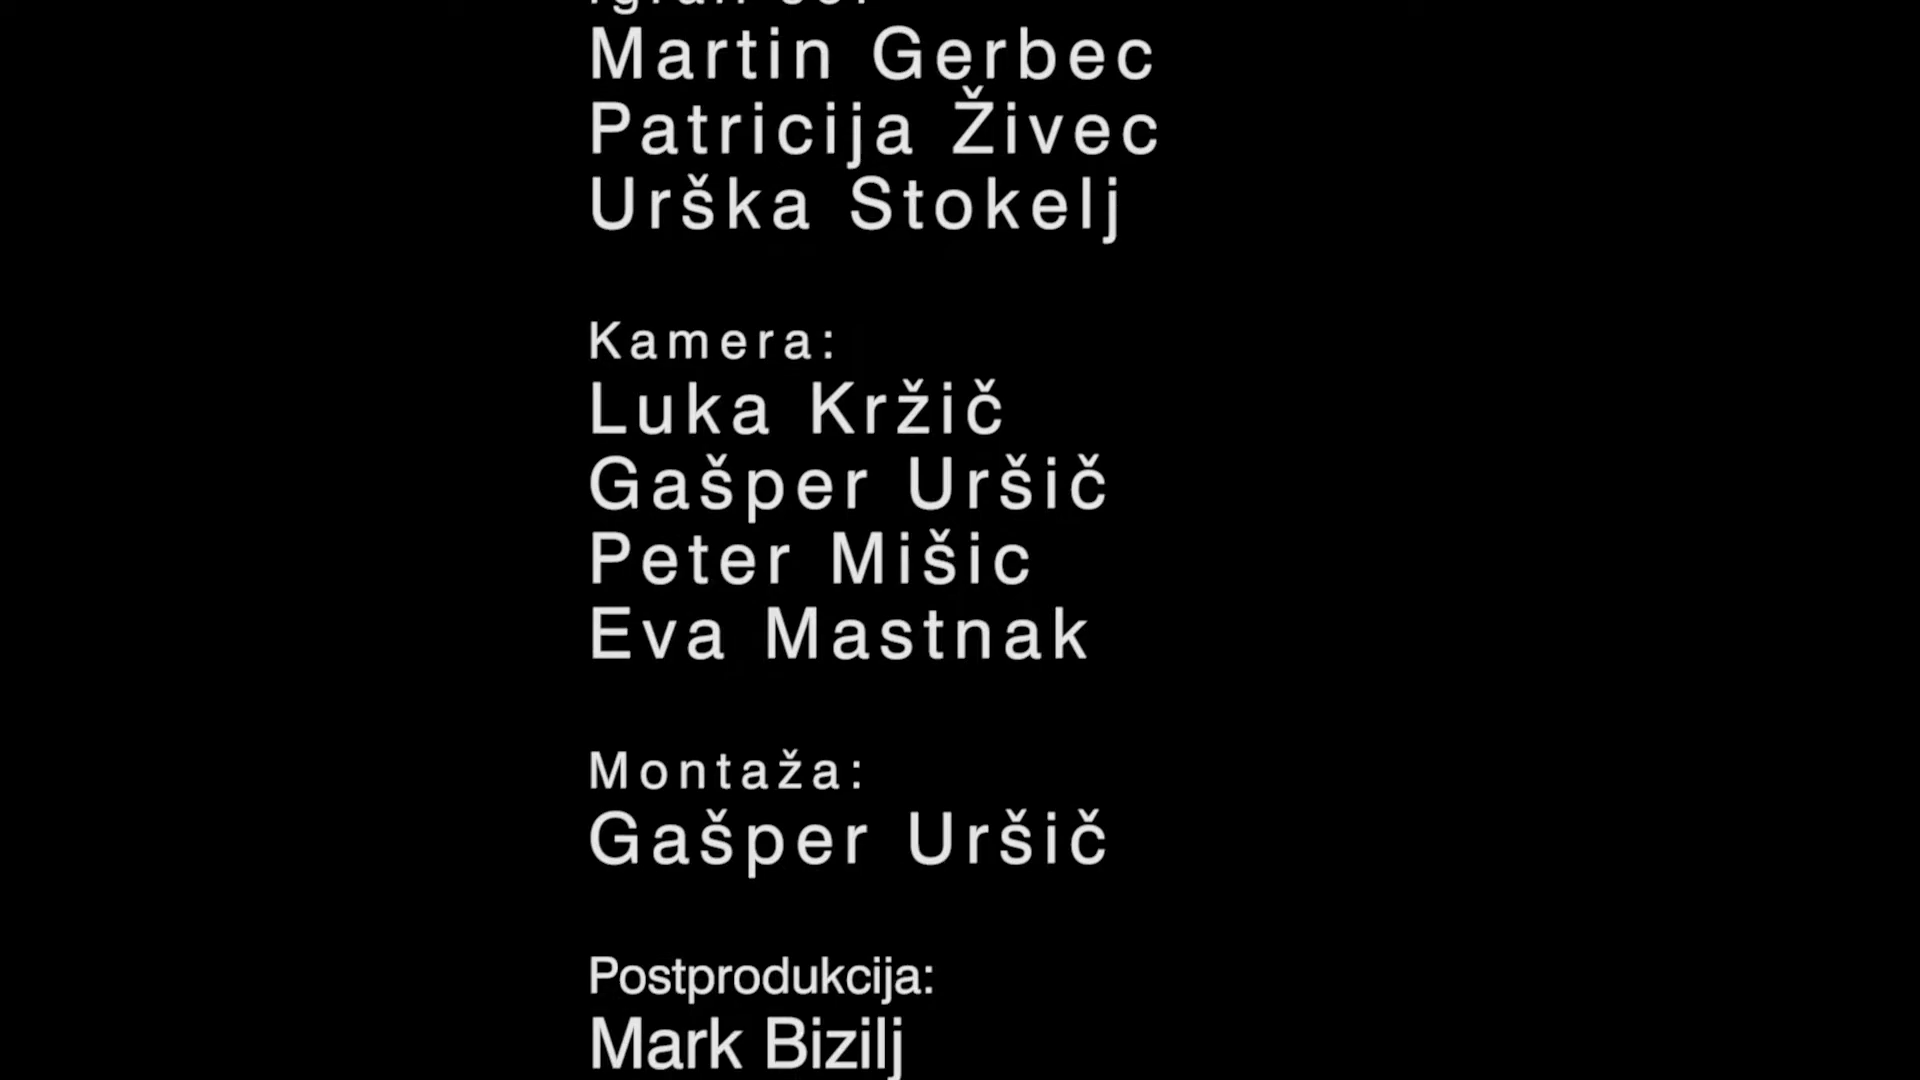 Martin Gerbec
Patricija Živec
Urška Stokelj
Kamera:
Luka Kržič
Gašper Uršič
Peter Mišic
Eva Mastnak
Montaža:
Gašper Uršič
Postprodukcija:
Mark Bizilj